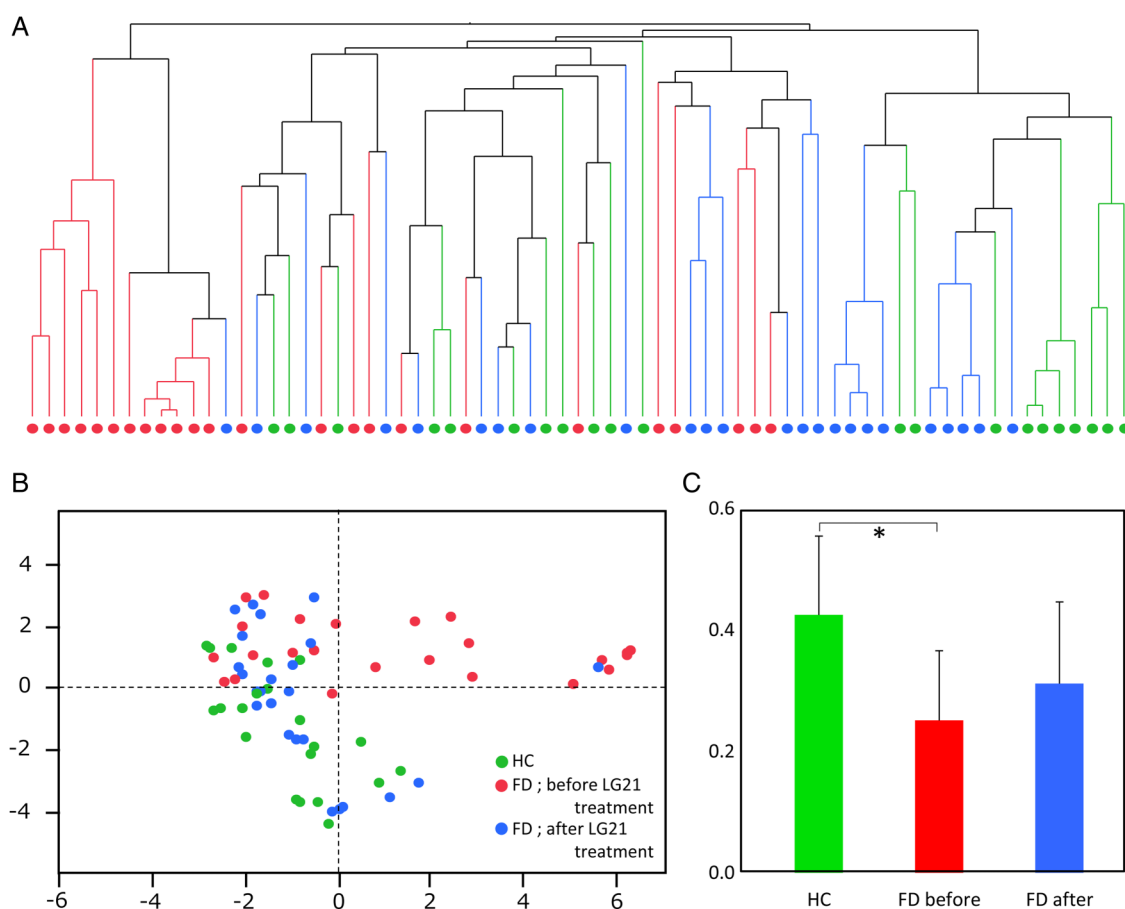 A
B
4
2
0
-2
-4
-6
-4
-2
0
2
4
6
HC
FD ; before LG21
treatment
FD ; after LG21
treatment
C
0.6
0.4
0.2
0.0
*
HC
FD before
FD after